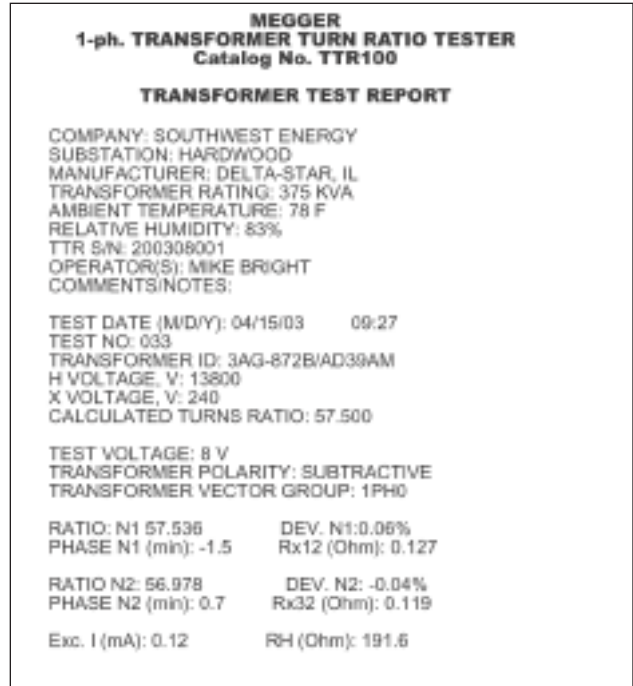 MEGGER
1-ph. TRANSFORMER TURN RATIO TESTER
Catalog No. TTR100
TRANSFORMER TEST REPORT
COMPANY: SOUTHWEST ENERGY
SUBSTATION: HARDWOOD
MANUFACTURER: DELTA-STAR, IL
TRANSFORMER RATING: 375 KVA
AMBIENT TEMPERATURE: 78 F
RELATIVE HUMIDITY: 83%
TTR S/N: 200308001
OPERATOR(S): MIKE BRIGHT
COMMENTS/NOTES:
TEST DATE (M/D/Y): 04/15/03 09:27
TEST NO: 033
TRANSFORMER ID: 3AG-872B/AD39AM
H VOLTAGE, V: 13800
X VOLTAGE, V: 240
CALCULATED TURNS RATIO: 57.500
TEST VOLTAGE: 8 V
TRANSFORMER POLARITY: SUBTRACTIVE
TRANSFORMER VECTOR GROUP: 1PH0
RATIO: N1 57.536 DEV. N1:0.06%
PHASE N1 (min): -1.5 Rx12 (Ohm): 0.127
RATIO N2: 56.978 DEV. N2: -0.04%
PHASE N2 (min): 0.7 Rx32 (Ohm): 0.119
Exc. I (mA): 0.12 RH (Ohm): 191.6